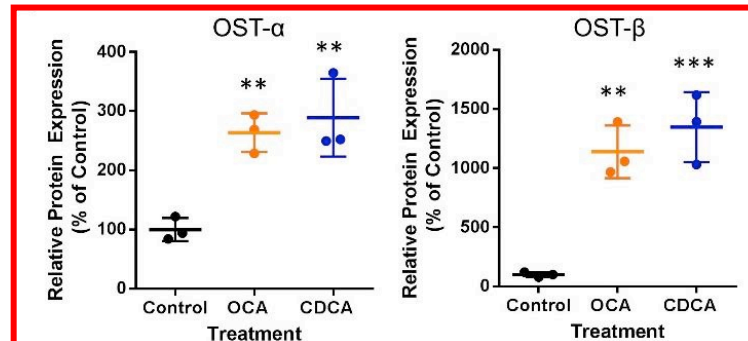 OST-α
Relative Protein Expression
(% of Control)
400
300
200
100
0
**
**
Control OCA CDCA
Treatment
OST-β
Relative Protein Expression
(% of Control)
2000
1500
1000
500
0
**
***
Control OCA CDCA
Treatment